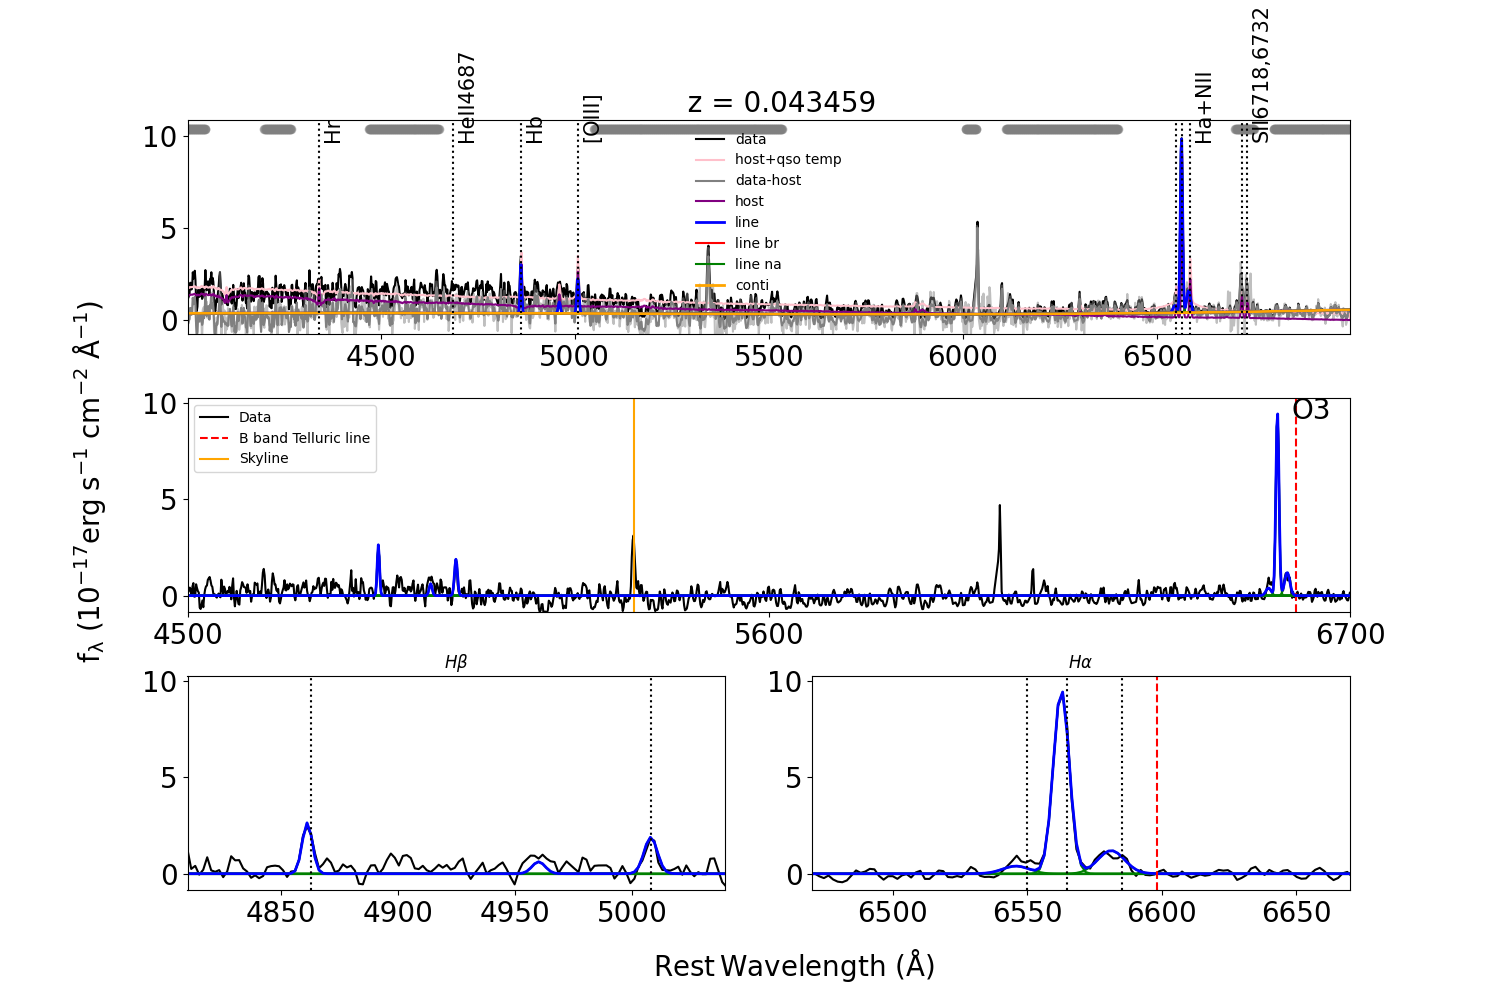 z = 0.043459
Hr
HeII4687
Hb
[OIII]
Ha+NII
SII6718,6732
data
host+qso temp
data-host
host
line
line br
line na
conti
10
5
0
4500
5000
5500
6000
6500
Data
B band Telluric line
Skyline
O3
10
5
0
4500
5600
6700
Hβ
10
5
0
4850
4900
4950
5000
Hα
10
5
0
6500
6550
6600
6650
fλ (10⁻¹⁷erg s⁻¹ cm⁻² Å⁻¹)
Rest Wavelength (Å)